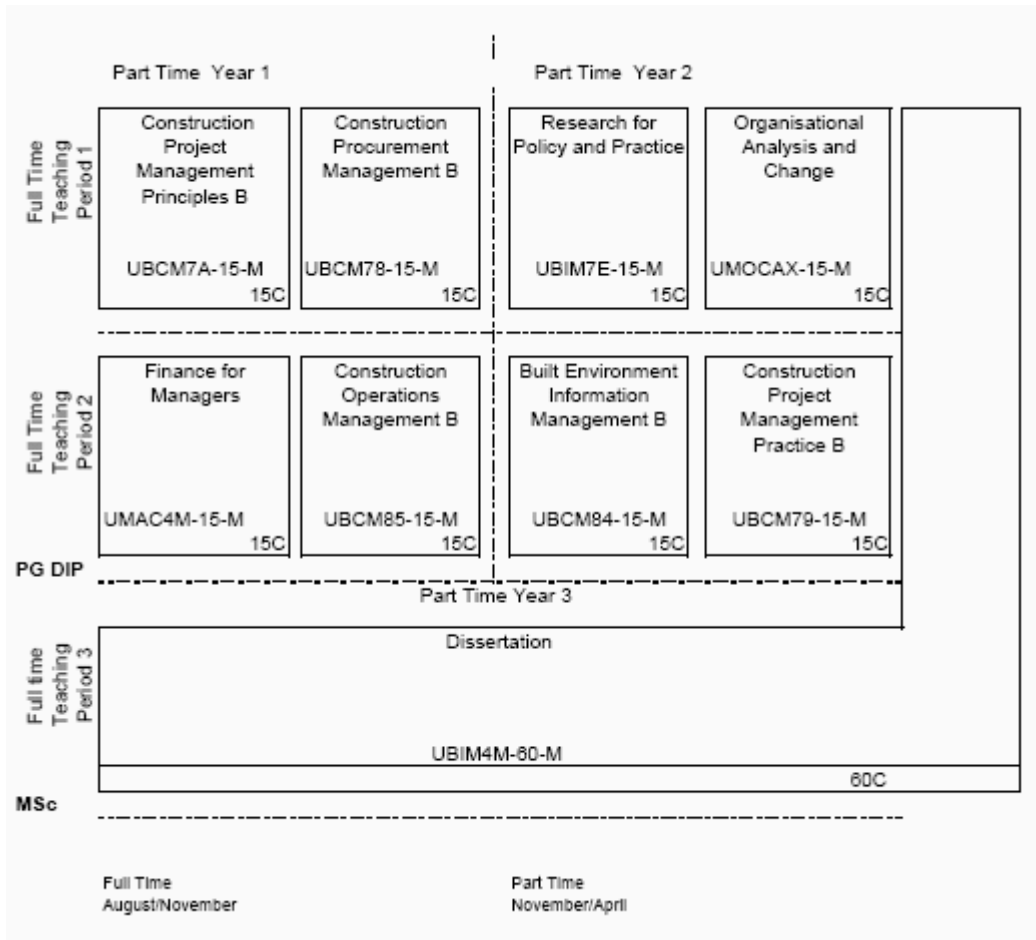 Part Time Year 1
Part Time Year 2
Full Time
Teaching
Period 1
Construction
Project
Management
Principles B
UBCM7A-15-M
15C
Construction
Procurement
Management B
UBCM78-15-M
15C
Research for
Policy and Practice
UBIM7E-15-M
15C
Organisational
Analysis and
Change
UMOCAX-15-M
15C
Full Time
Teaching
Period 2
Finance for
Managers
UMAC4M-15-M
15C
Construction
Operations
Management B
UBCM85-15-M
15C
Built Environment
Information
Management B
UBCM84-15-M
15C
Construction
Project
Management
Practice B
UBCM79-15-M
15C
PG DIP
Part Time Year 3
Full time
Teaching
Period 3
Dissertation
UBIM4M-60-M
60C
MSc
Full Time
August/November
Part Time
November/April